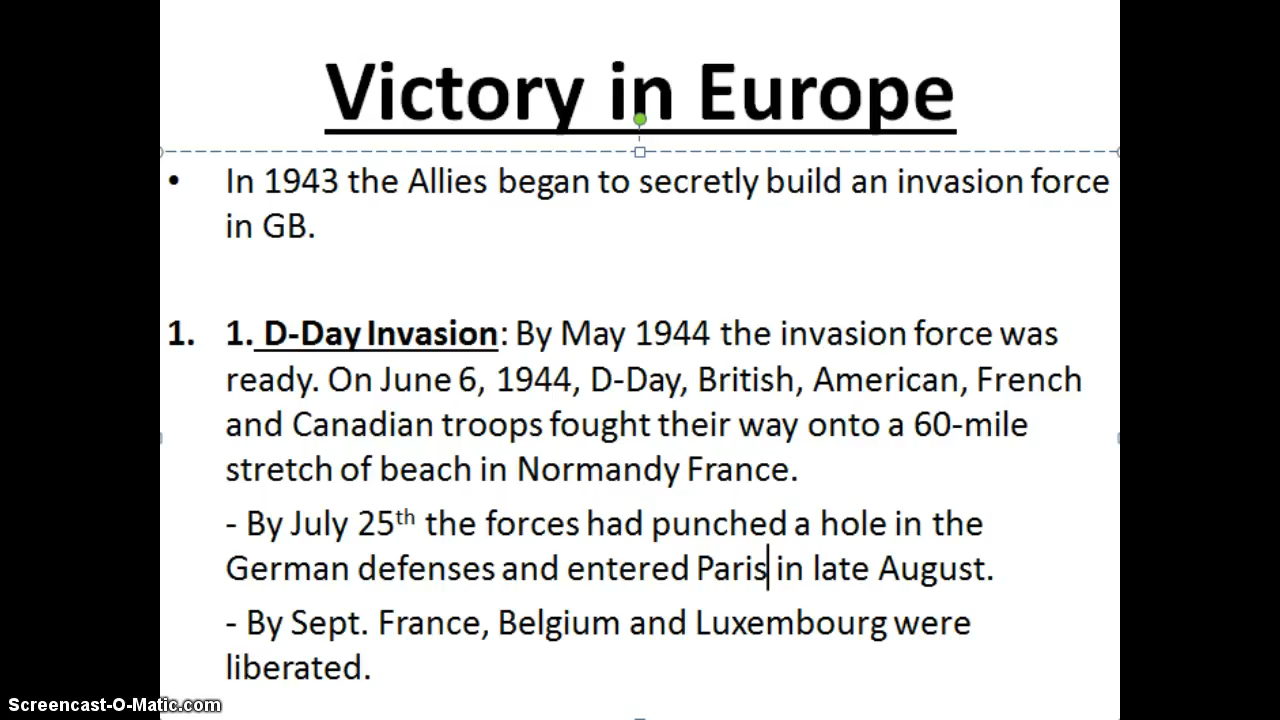 Victory in Europe
• In 1943 the Allies began to secretly build an invasion force
in GB.
1. 1. D-Day Invasion: By May 1944 the invasion force was
ready. On June 6, 1944, D-Day, British, American, French
and Canadian troops fought their way onto a 60-mile
stretch of beach in Normandy France.
- By July 25th the forces had punched a hole in the
German defenses and entered Paris in late August.
- By Sept. France, Belgium and Luxembourg were
liberated.
Screencast-O-Matic.com